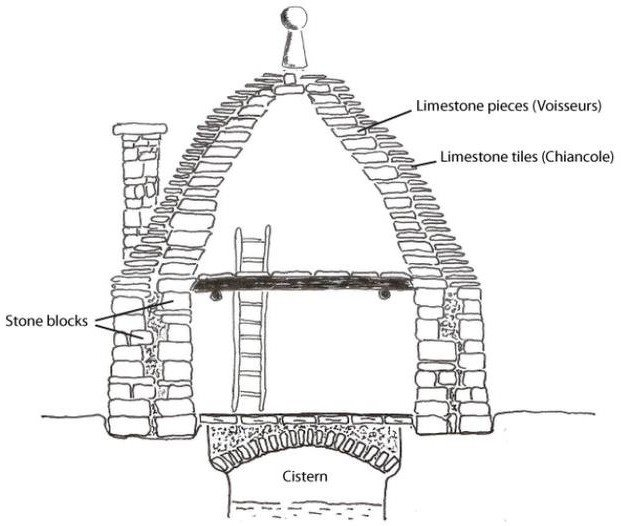 Limestone pieces (Voisseurs)
Limestone tiles (Chiancole)
Stone blocks
Cistern